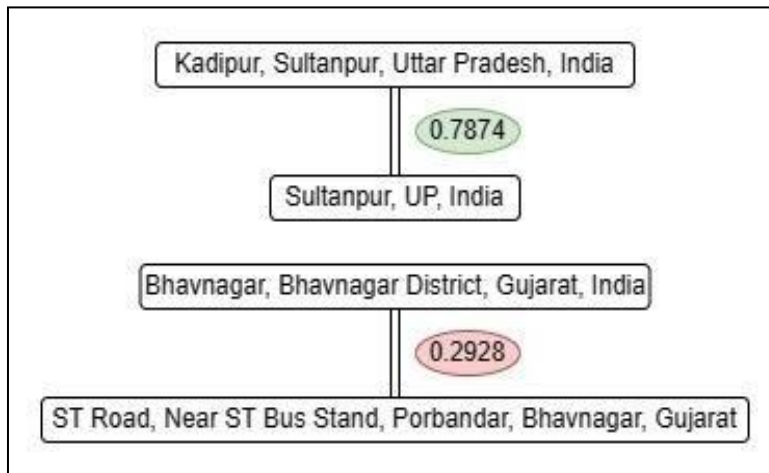 Kadipur, Sultanpur, Uttar Pradesh, India
0.7874
Sultanpur, UP, India
Bhavnagar, Bhavnagar District, Gujarat, India
0.2928
ST Road, Near ST Bus Stand, Porbandar, Bhavnagar, Gujarat